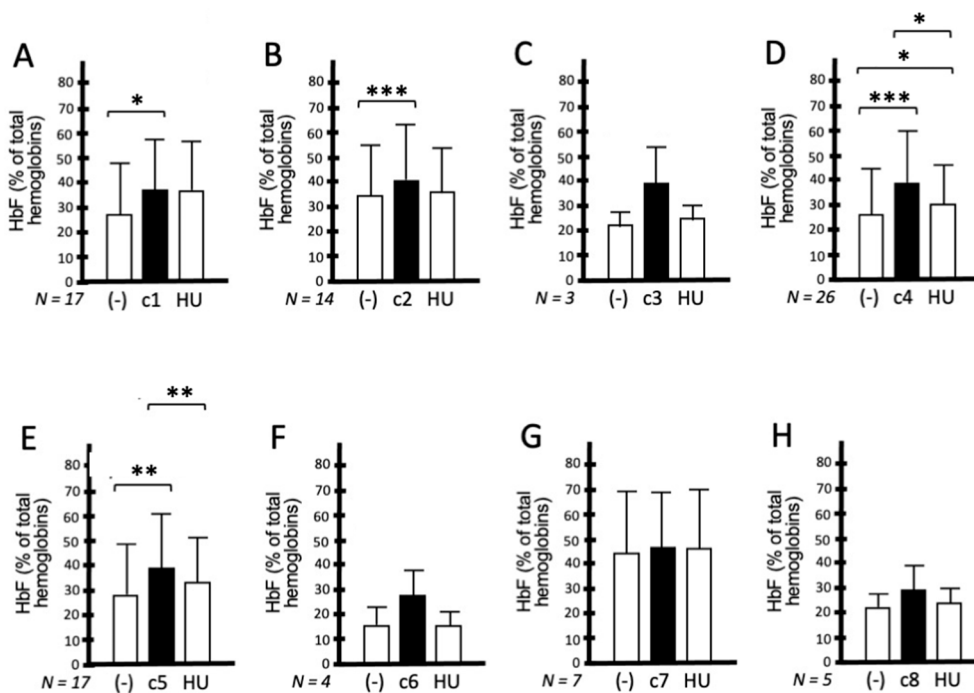 A
HbF (% of total
hemoglobins)
80
70
60
50
40
30
20
10
0
*
N = 17 (-) c1 HU
B
HbF (% of total
hemoglobins)
80
70
60
50
40
30
20
10
0
***
N = 14 (-) c2 HU
C
HbF (% of total
hemoglobins)
80
70
60
50
40
30
20
10
0
N = 3 (-) c3 HU
D
HbF (% of total
hemoglobins)
80
70
60
50
40
30
20
10
0
*
*
***
N = 26 (-) c4 HU
E
HbF (% of total
hemoglobins)
80
70
60
50
40
30
20
10
0
**
**
N = 17 (-) c5 HU
F
HbF (% of total
hemoglobins)
80
70
60
50
40
30
20
10
0
N = 4 (-) c6 HU
G
HbF (% of total
hemoglobins)
80
70
60
50
40
30
20
10
0
N = 7 (-) c7 HU
H
HbF (% of total
hemoglobins)
80
70
60
50
40
30
20
10
0
N = 5 (-) c8 HU